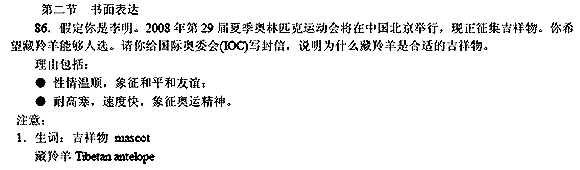 第二节 书面表达
86．假定你是李明。2008年第29届夏季奥林匹克运动会将在中国北京举行，现正征集吉祥物。你希
望藏羚羊能够入选。请你给国际奥委会(IOC)写封信，说明为什么藏羚羊是合适的吉祥物。
理由包括：
● 性情温顺，象征和平和友谊；
● 耐高寒，速度快，象征奥运精神。
注意：
1．生词：吉祥物 mascot
藏羚羊 Tibetan antelope